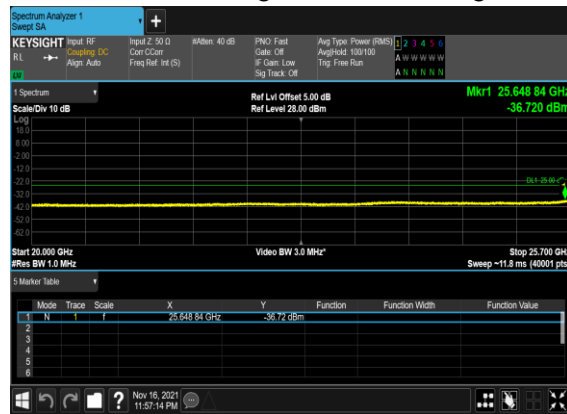 Spectrum Analyzer 1
Swept SA
+
KEYSIGHT Input: RF Input Z: 50 Ω #Atten: 40 dB PNO: Fast Avg Type: Power (RMS) 1 2 3 4 5 6
RL Coupling: DC Corr CCorr Gate: Off Avg|Hold: 100/100 A W W W W W
Align: Auto Freq Ref: Int (S) IF Gain: Low Trig: Free Run
Sig Track: Off A N N N N N
1 Spectrum Ref Lvl Offset 5.00 dB Mkr1 25.648 84 GHz
Scale/Div 10 dB Ref Level 28.00 dBm -36.720 dBm
Log
18.0
8.00
-2.00
-12.0
-22.0 DL1 -25.00
-32.0
-42.0
-52.0
-62.0
Start 20.000 GHz Video BW 3.0 MHz* Stop 25.700 GHz
#Res BW 1.0 MHz Sweep ~11.8 ms (40001 pts)
5 Marker Table
Mode Trace Scale X Y Function Function Width Function Value
1 N 1 f 25.648 84 GHz -36.72 dBm
2
3
4
5
6
? Nov 16, 2021
11:57:14 PM